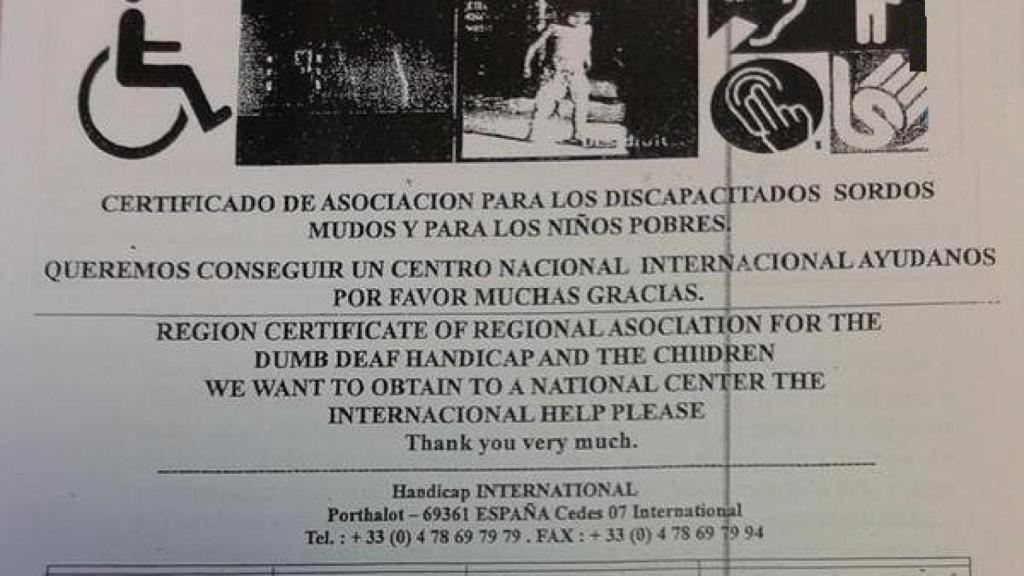 CERTIFICADO DE ASOCIACION PARA LOS DISCAPACITADOS SORDOS
MUDOS Y PARA LOS NIÑOS POBRES.
QUEREMOS CONSEGUIR UN CENTRO NACIONAL INTERNACIONAL AYUDANOS
POR FAVOR MUCHAS GRACIAS.
REGION CERTIFICATE OF REGIONAL ASOCIATION FOR THE
DUMB DEAF HANDICAP AND THE CHIIDREN
WE WANT TO OBTAIN TO A NATIONAL CENTER THE
INTERNACIONAL HELP PLEASE
Thank you very much.
Handicap INTERNATIONAL
Porthalot – 69361 ESPAÑA Cedes 07 International
Tel. : + 33 (0) 4 78 69 79 79 . FAX : + 33 (0) 4 78 69 79 94